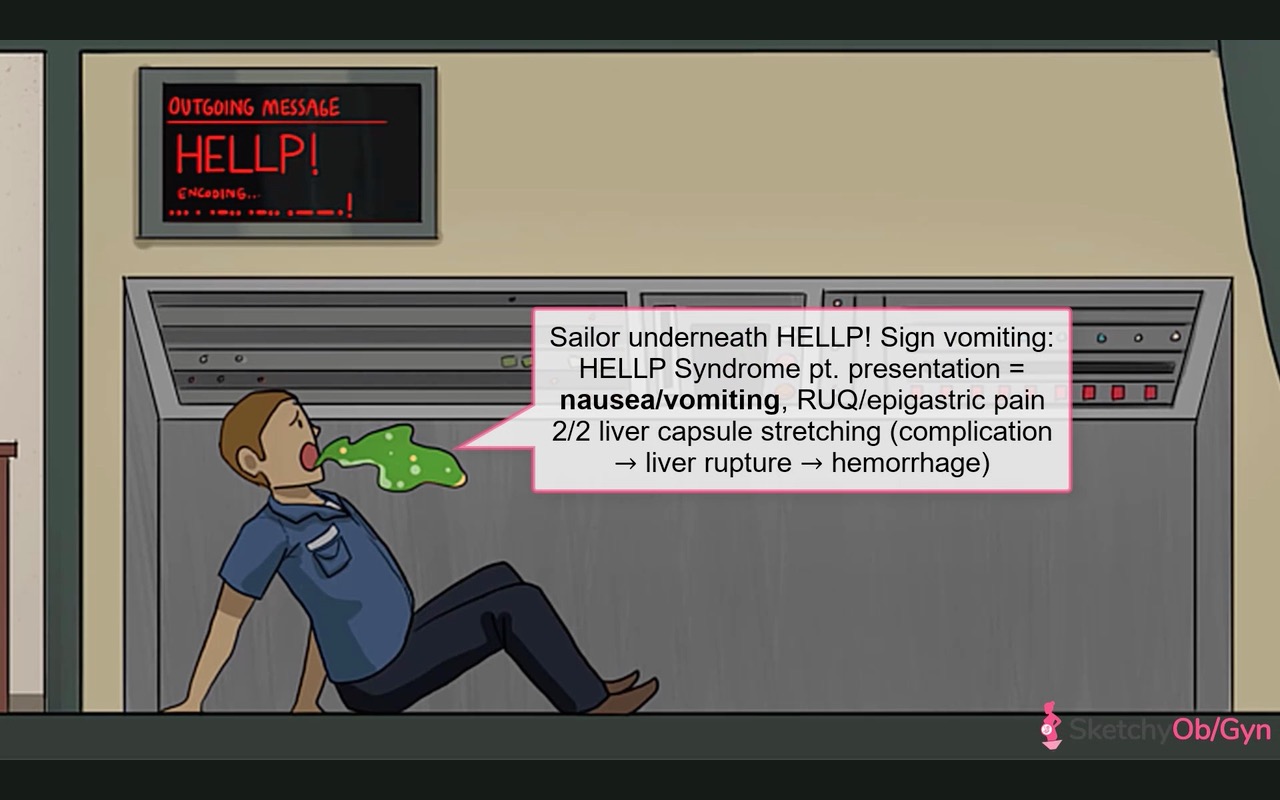 OUTGOING MESSAGE
HELLP!
ENCODING...
Sailor underneath HELLP! Sign vomiting:
HELLP Syndrome pt. presentation =
nausea/vomiting, RUQ/epigastric pain
2/2 liver capsule stretching (complication
→ liver rupture → hemorrhage)
SketchyOb/Gyn